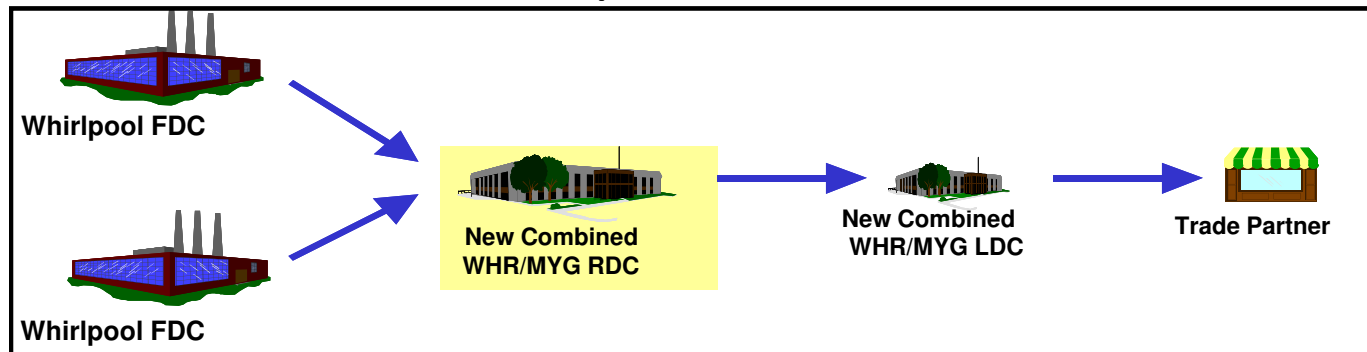 Whirlpool FDC
Whirlpool FDC
New Combined
WHR/MYG RDC
New Combined
WHR/MYG LDC
Trade Partner